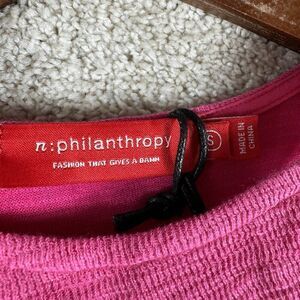 n:philanthropy
FASHION THAT GIVES A DAMN
S
MADE IN
CHINA